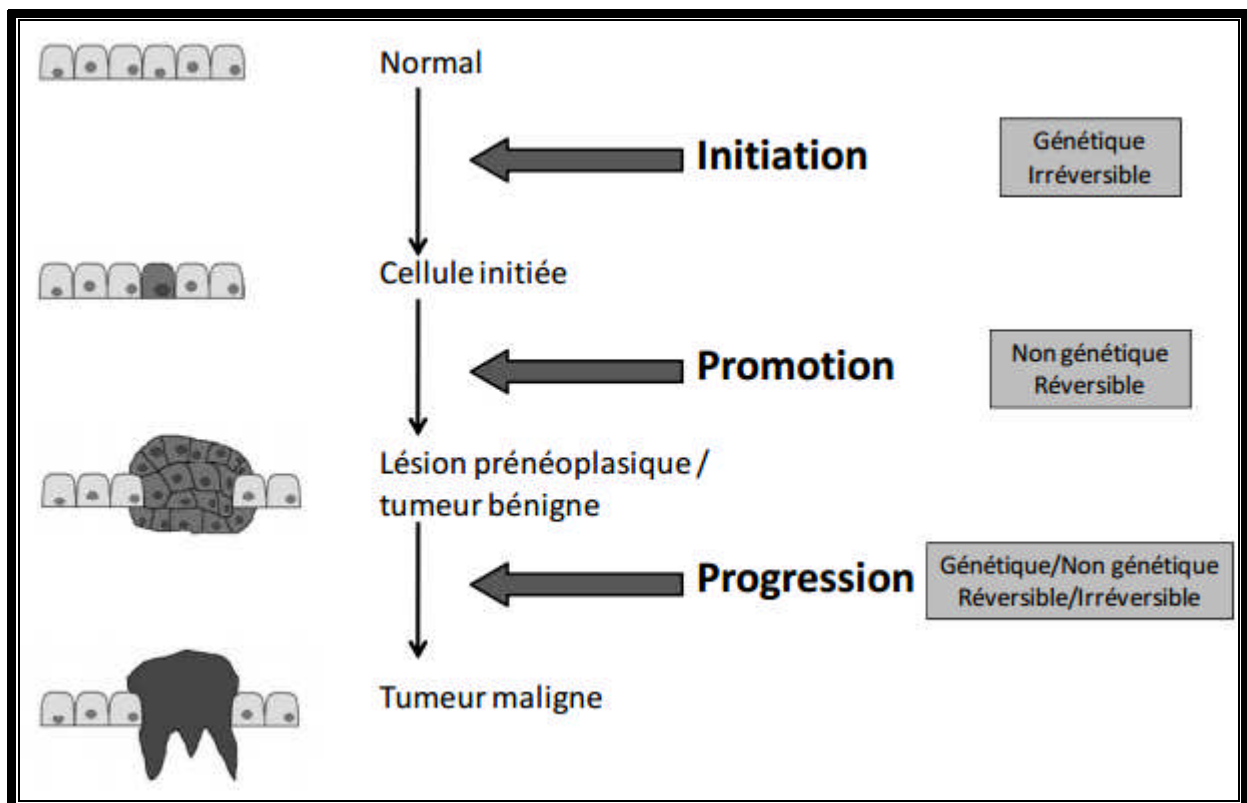 Normal
Initiation
Génétique
Irréversible
Cellule initiée
Promotion
Non génétique
Réversible
Lésion prénéoplasique /
tumeur bénigne
Progression
Génétique/Non génétique
Réversible/Irréversible
Tumeur maligne